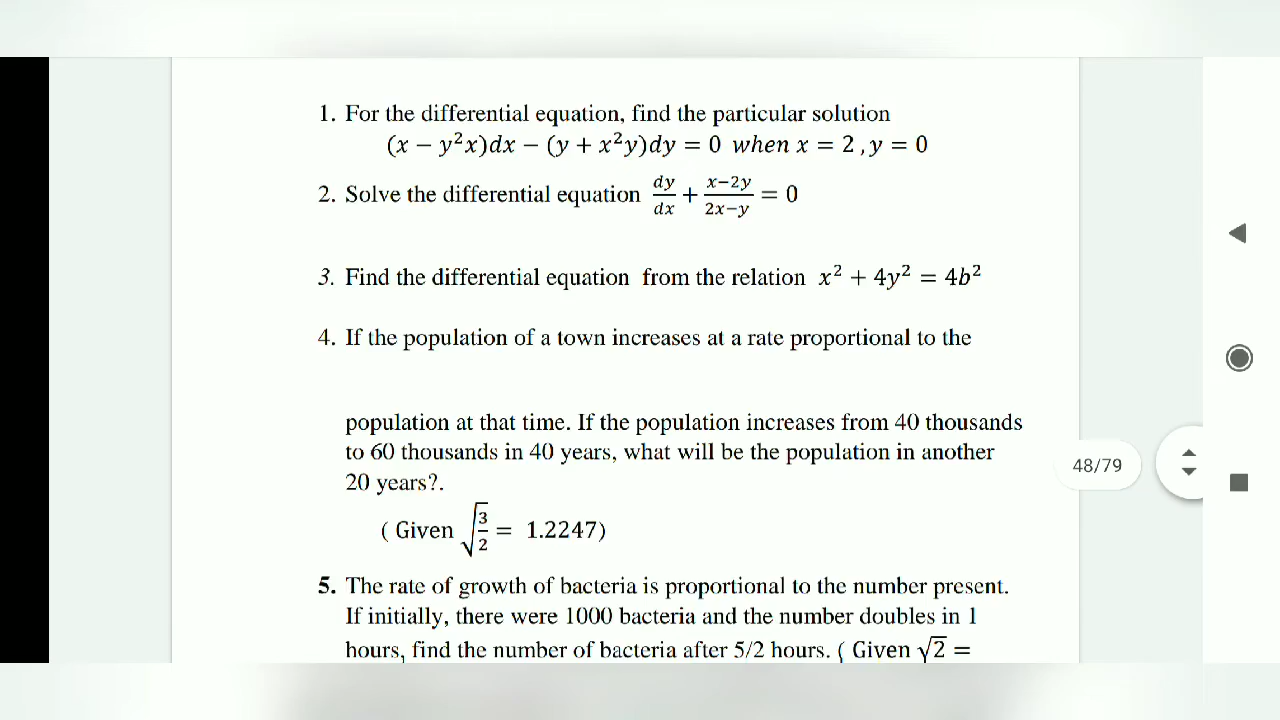 1. For the differential equation, find the particular solution
(x − y²x)dx − (y + x²y)dy = 0 when x = 2 , y = 0
2. Solve the differential equation dy/dx + (x−2y)/(2x−y) = 0
3. Find the differential equation from the relation x² + 4y² = 4b²
4. If the population of a town increases at a rate proportional to the
population at that time. If the population increases from 40 thousands
to 60 thousands in 40 years, what will be the population in another
20 years?.
( Given √(3/2) = 1.2247)
48/79
5. The rate of growth of bacteria is proportional to the number present.
If initially, there were 1000 bacteria and the number doubles in 1
hours, find the number of bacteria after 5/2 hours. ( Given √2 =